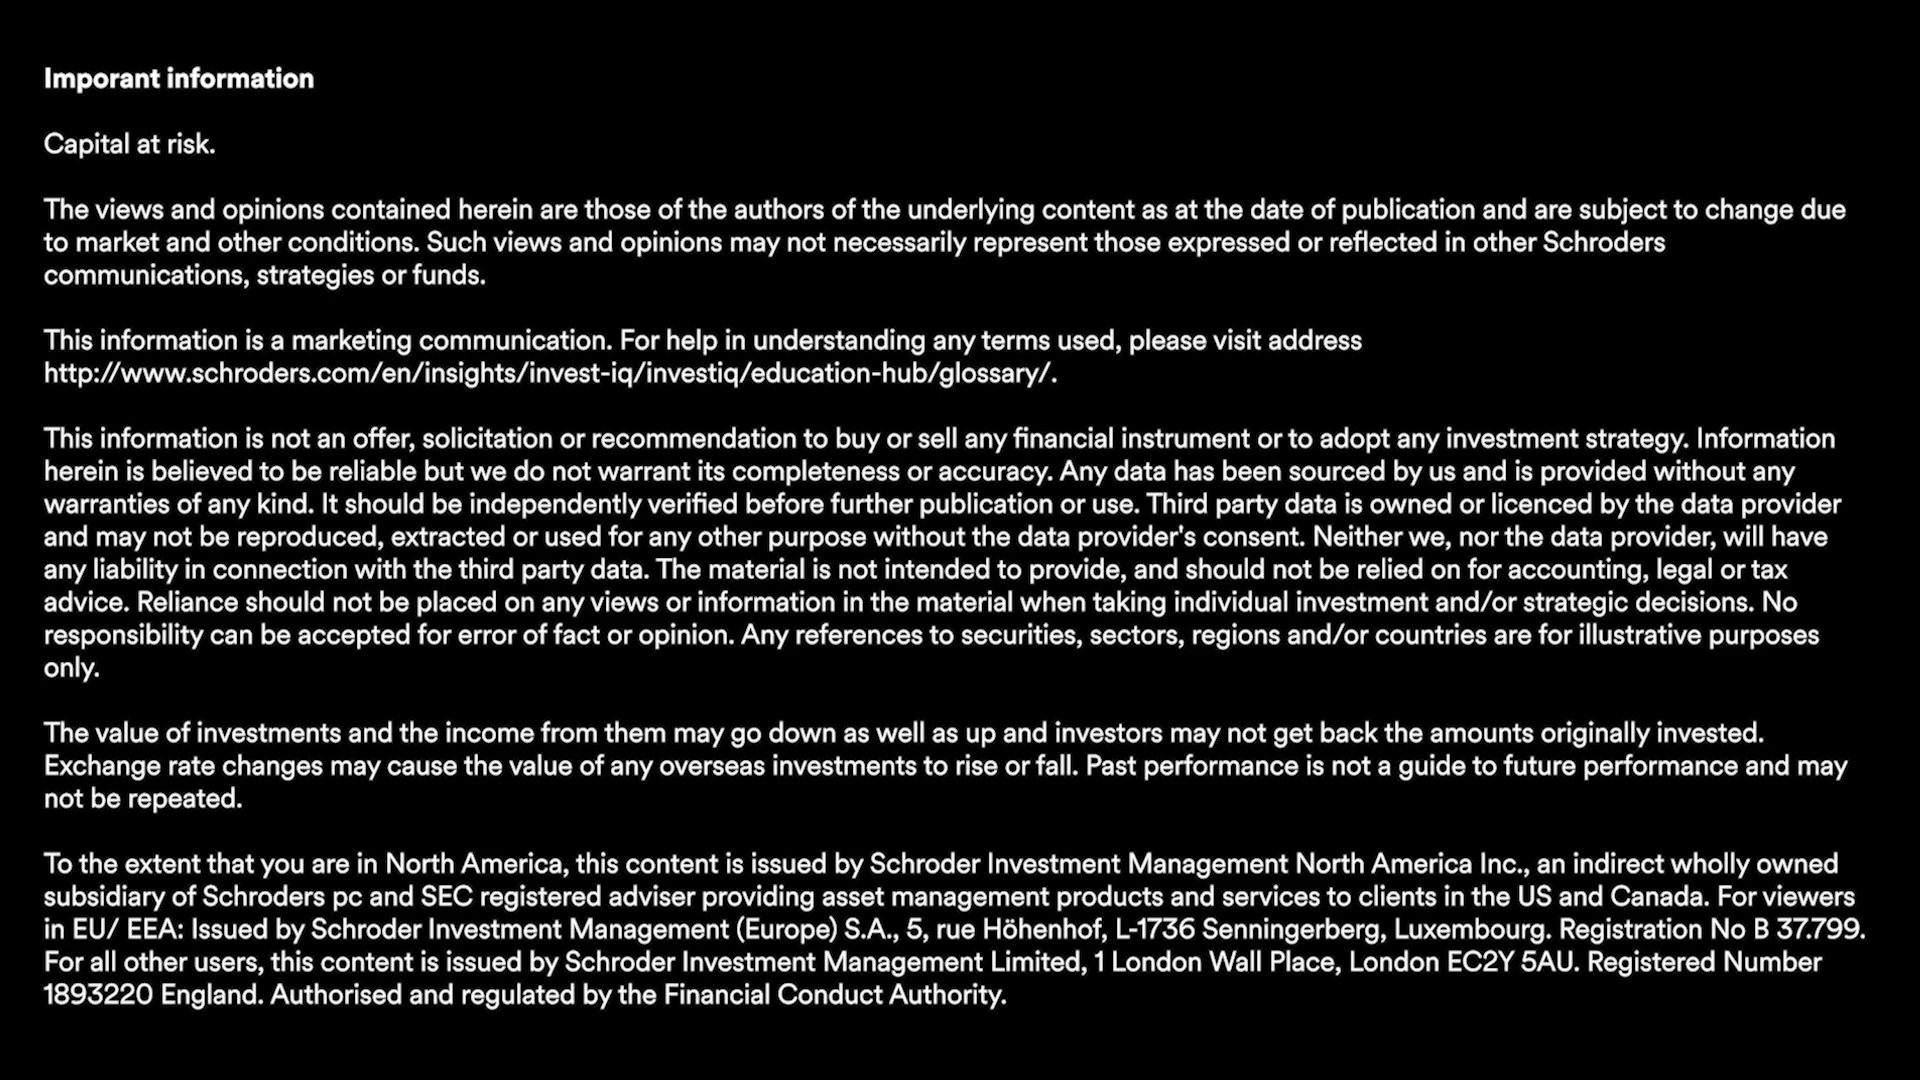 Imporant information
Capital at risk.
The views and opinions contained herein are those of the authors of the underlying content as at the date of publication and are subject to change due
to market and other conditions. Such views and opinions may not necessarily represent those expressed or reflected in other Schroders
communications, strategies or funds.
This information is a marketing communication. For help in understanding any terms used, please visit address
http://www.schroders.com/en/insights/invest-iq/investiq/education-hub/glossary/.
This information is not an offer, solicitation or recommendation to buy or sell any financial instrument or to adopt any investment strategy. Information
herein is believed to be reliable but we do not warrant its completeness or accuracy. Any data has been sourced by us and is provided without any
warranties of any kind. It should be independently verified before further publication or use. Third party data is owned or licenced by the data provider
and may not be reproduced, extracted or used for any other purpose without the data provider's consent. Neither we, nor the data provider, will have
any liability in connection with the third party data. The material is not intended to provide, and should not be relied on for accounting, legal or tax
advice. Reliance should not be placed on any views or information in the material when taking individual investment and/or strategic decisions. No
responsibility can be accepted for error of fact or opinion. Any references to securities, sectors, regions and/or countries are for illustrative purposes
only.
The value of investments and the income from them may go down as well as up and investors may not get back the amounts originally invested.
Exchange rate changes may cause the value of any overseas investments to rise or fall. Past performance is not a guide to future performance and may
not be repeated.
To the extent that you are in North America, this content is issued by Schroder Investment Management North America Inc., an indirect wholly owned
subsidiary of Schroders pc and SEC registered adviser providing asset management products and services to clients in the US and Canada. For viewers
in EU/ EEA: Issued by Schroder Investment Management (Europe) S.A., 5, rue Höhenhof, L-1736 Senningerberg, Luxembourg. Registration No B 37.799.
For all other users, this content is issued by Schroder Investment Management Limited, 1 London Wall Place, London EC2Y 5AU. Registered Number
1893220 England. Authorised and regulated by the Financial Conduct Authority.